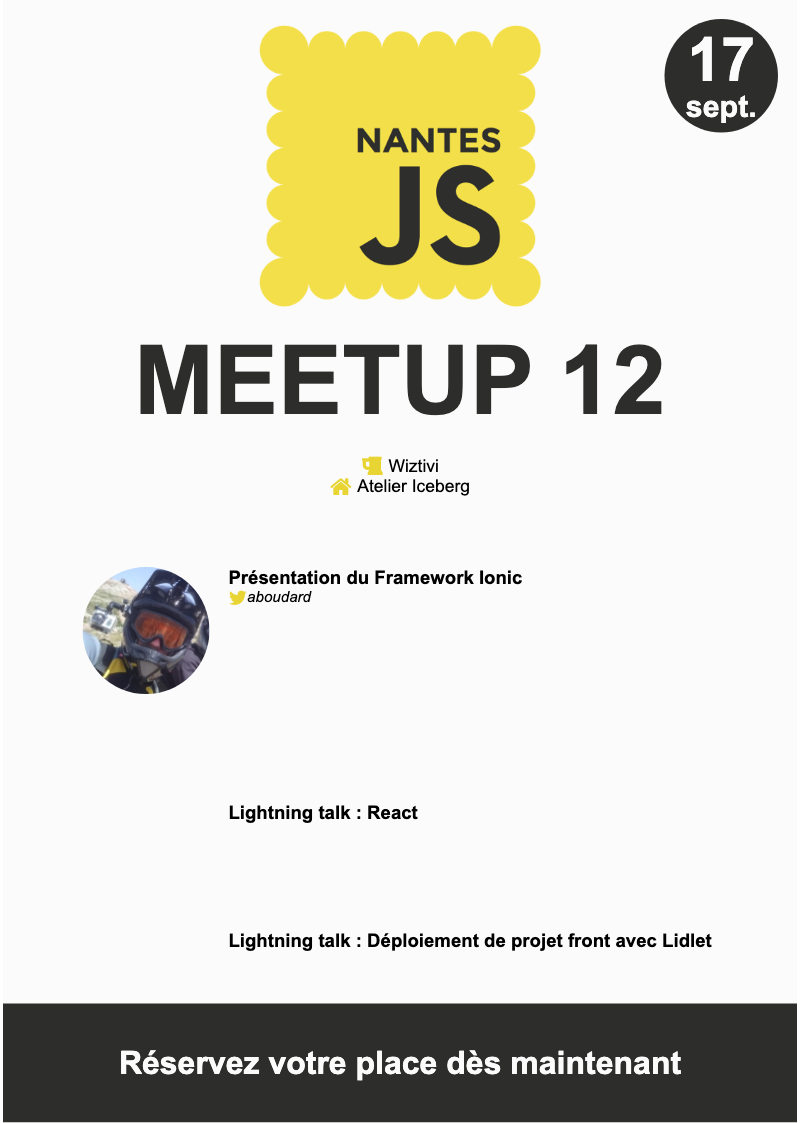 17
sept.
NANTES
JS
MEETUP 12
Wiztivi
Atelier Iceberg
Présentation du Framework Ionic
aboudard
Lightning talk : React
Lightning talk : Déploiement de projet front avec Lidlet
Réservez votre place dès maintenant